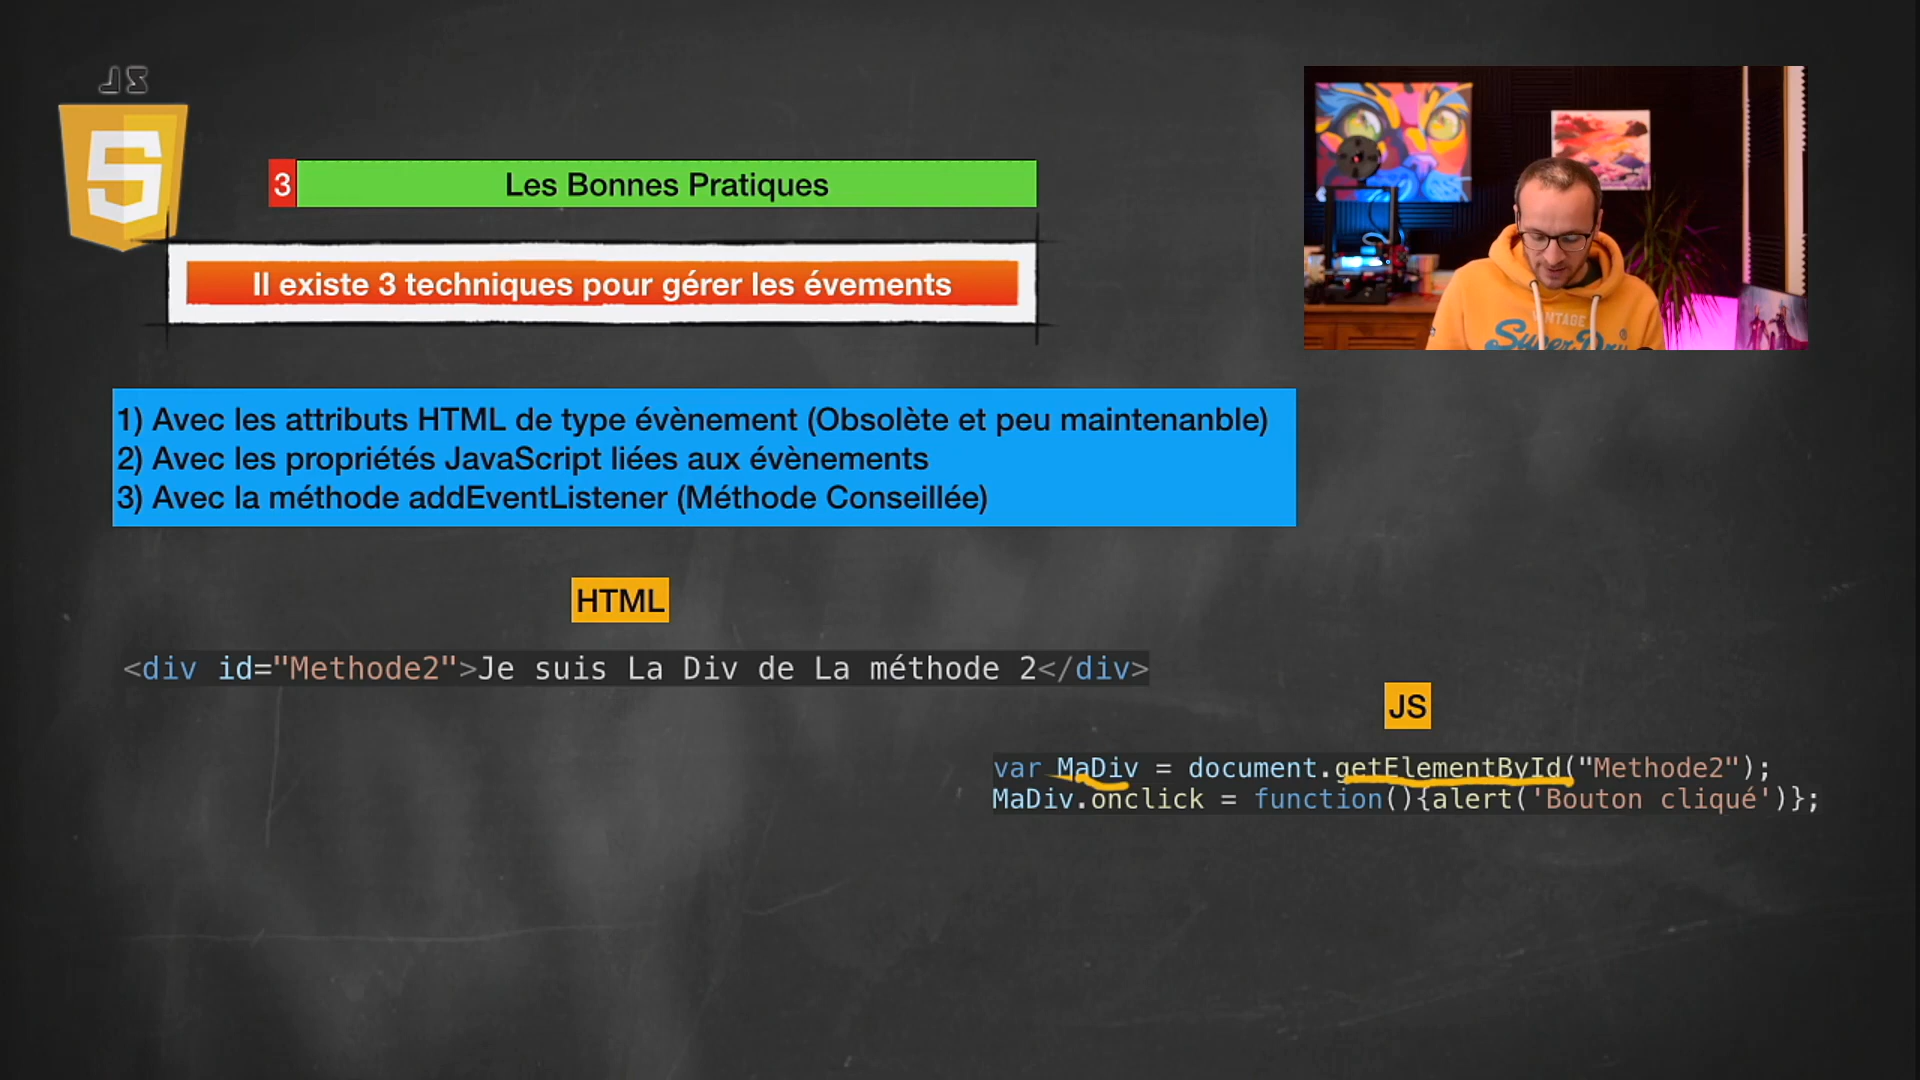 JS
5
3 Les Bonnes Pratiques
Il existe 3 techniques pour gérer les évements
VINTAGE
SuperDry
1) Avec les attributs HTML de type évènement (Obsolète et peu maintenanble)
2) Avec les propriétés JavaScript liées aux évènements
3) Avec la méthode addEventListener (Méthode Conseillée)
HTML
<div id="Methode2">Je suis La Div de La méthode 2</div>
JS
var MaDiv = document.getElementById("Methode2");
MaDiv.onclick = function(){alert('Bouton cliqué')};